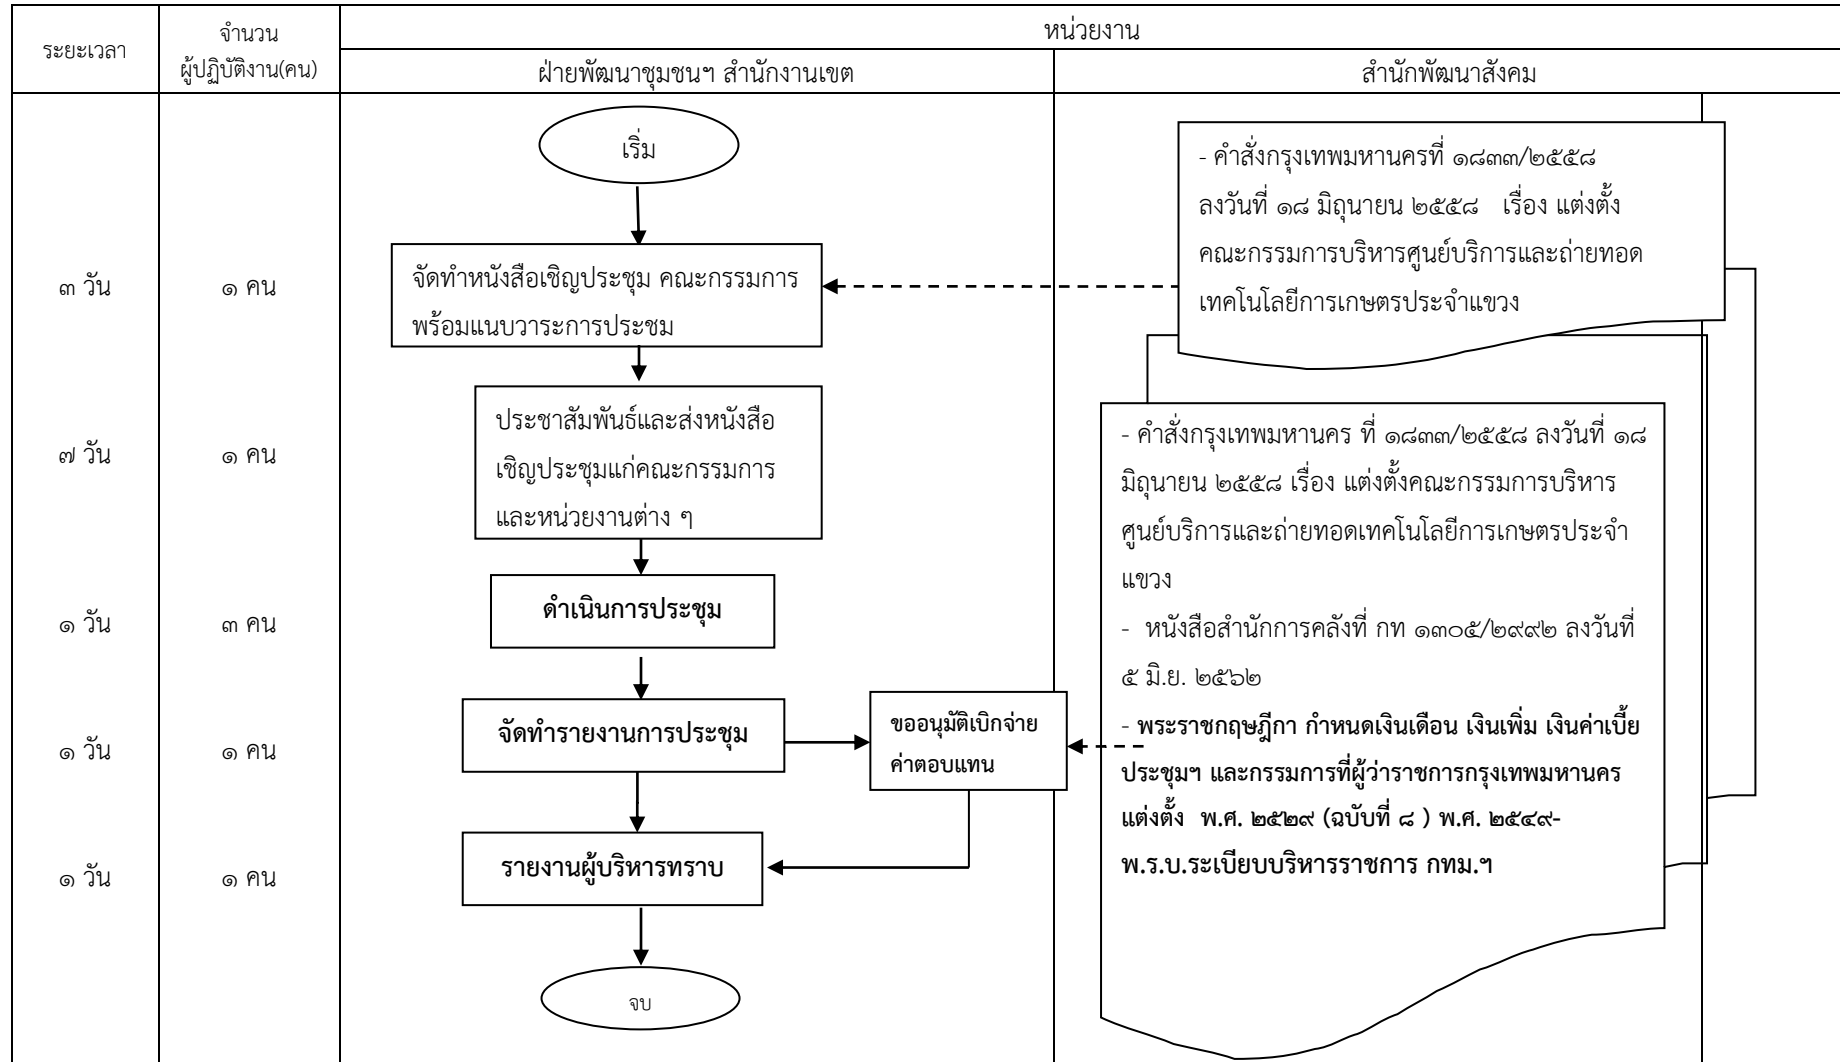 ระยะเวลา
จำนวน
ผู้ปฏิบัติงาน(คน)
หน่วยงาน
ฝ่ายพัฒนาชุมชนฯ สำนักงานเขต
สำนักพัฒนาสังคม
เริ่ม
- คำสั่งกรุงเทพมหานครที่ ๑๘๓๓/๒๕๕๘
ลงวันที่ ๑๘ มิถุนายน ๒๕๕๘ เรื่อง แต่งตั้ง
คณะกรรมการบริหารศูนย์บริการและถ่ายทอด
เทคโนโลยีการเกษตรประจำแขวง
๓ วัน
๑ คน
จัดทำหนังสือเชิญประชุม คณะกรรมการ
พร้อมแนบวาระการประชม
๗ วัน
๑ คน
ประชาสัมพันธ์และส่งหนังสือ
เชิญประชุมแก่คณะกรรมการ
และหน่วยงานต่าง ๆ
๑ วัน
๓ คน
ดำเนินการประชุม
๑ วัน
๑ คน
จัดทำรายงานการประชุม
ขออนุมัติเบิกจ่าย
ค่าตอบแทน
- คำสั่งกรุงเทพมหานคร ที่ ๑๘๓๓/๒๕๕๘ ลงวันที่ ๑๘
มิถุนายน ๒๕๕๘ เรื่อง แต่งตั้งคณะกรรมการบริหาร
ศูนย์บริการและถ่ายทอดเทคโนโลยีการเกษตรประจำ
แขวง
- หนังสือสำนักการคลังที่ กท ๑๓๐๕/๒๙๙๒ ลงวันที่
๕ มิ.ย. ๒๕๖๒
- พระราชกฤษฎีกา กำหนดเงินเดือน เงินเพิ่ม เงินค่าเบี้ย
ประชุมฯ และกรรมการที่ผู้ว่าราชการกรุงเทพมหานคร
แต่งตั้ง พ.ศ. ๒๕๒๙ (ฉบับที่ ๘ ) พ.ศ. ๒๕๔๙-
พ.ร.บ.ระเบียบบริหารราชการ กทม.ฯ
๑ วัน
๑ คน
รายงานผู้บริหารทราบ
จบ